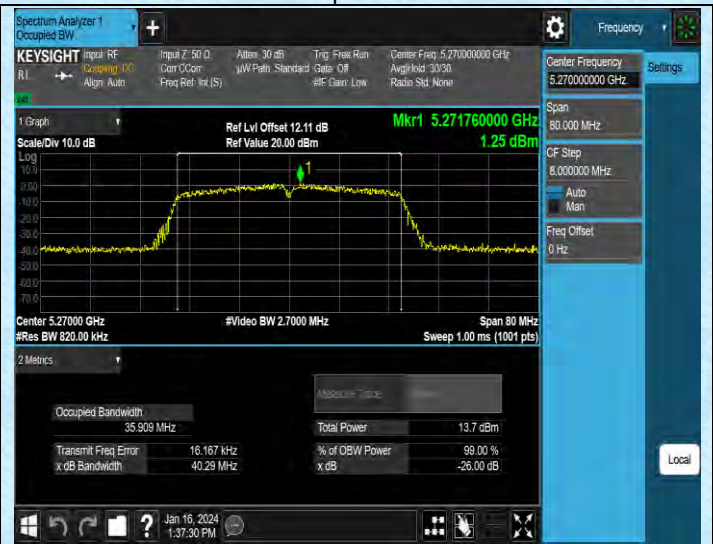 Spectrum Analyzer 1
Occupied BW
Frequency
KEYSIGHT Input: RF
Coupling: DC
Align: Auto
RL
Input Z: 50 Ω
Corr CCorr
Freq Ref: Int (S)
Atten: 30 dB
µW Path: Standard
Trig: Free Run
Gate: Off
#IF Gain: Low
Center Freq: 5.270000000 GHz
Avg|Hold: 30/30
Radio Std: None
Center Frequency
5.270000000 GHz
Settings
Span
80.000 MHz
CF Step
8.000000 MHz
Auto
Man
Freq Offset
0 Hz
1 Graph
Scale/Div 10.0 dB
Ref Lvl Offset 12.11 dB
Ref Value 20.00 dBm
Mkr1 5.271760000 GHz
1.25 dBm
Log
10.0
0.00
-10.0
-20.0
-30.0
-40.0
-50.0
-60.0
-70.0
1
Center 5.27000 GHz
#Res BW 820.00 kHz
#Video BW 2.7000 MHz
Span 80 MHz
Sweep 1.00 ms (1001 pts)
2 Metrics
Measure Trace
Occupied Bandwidth
35.909 MHz
Total Power 13.7 dBm
Transmit Freq Error 16.167 kHz
% of OBW Power 99.00 %
x dB Bandwidth 40.29 MHz
x dB -26.00 dB
Local
?
Jan 16, 2024
1:37:30 PM